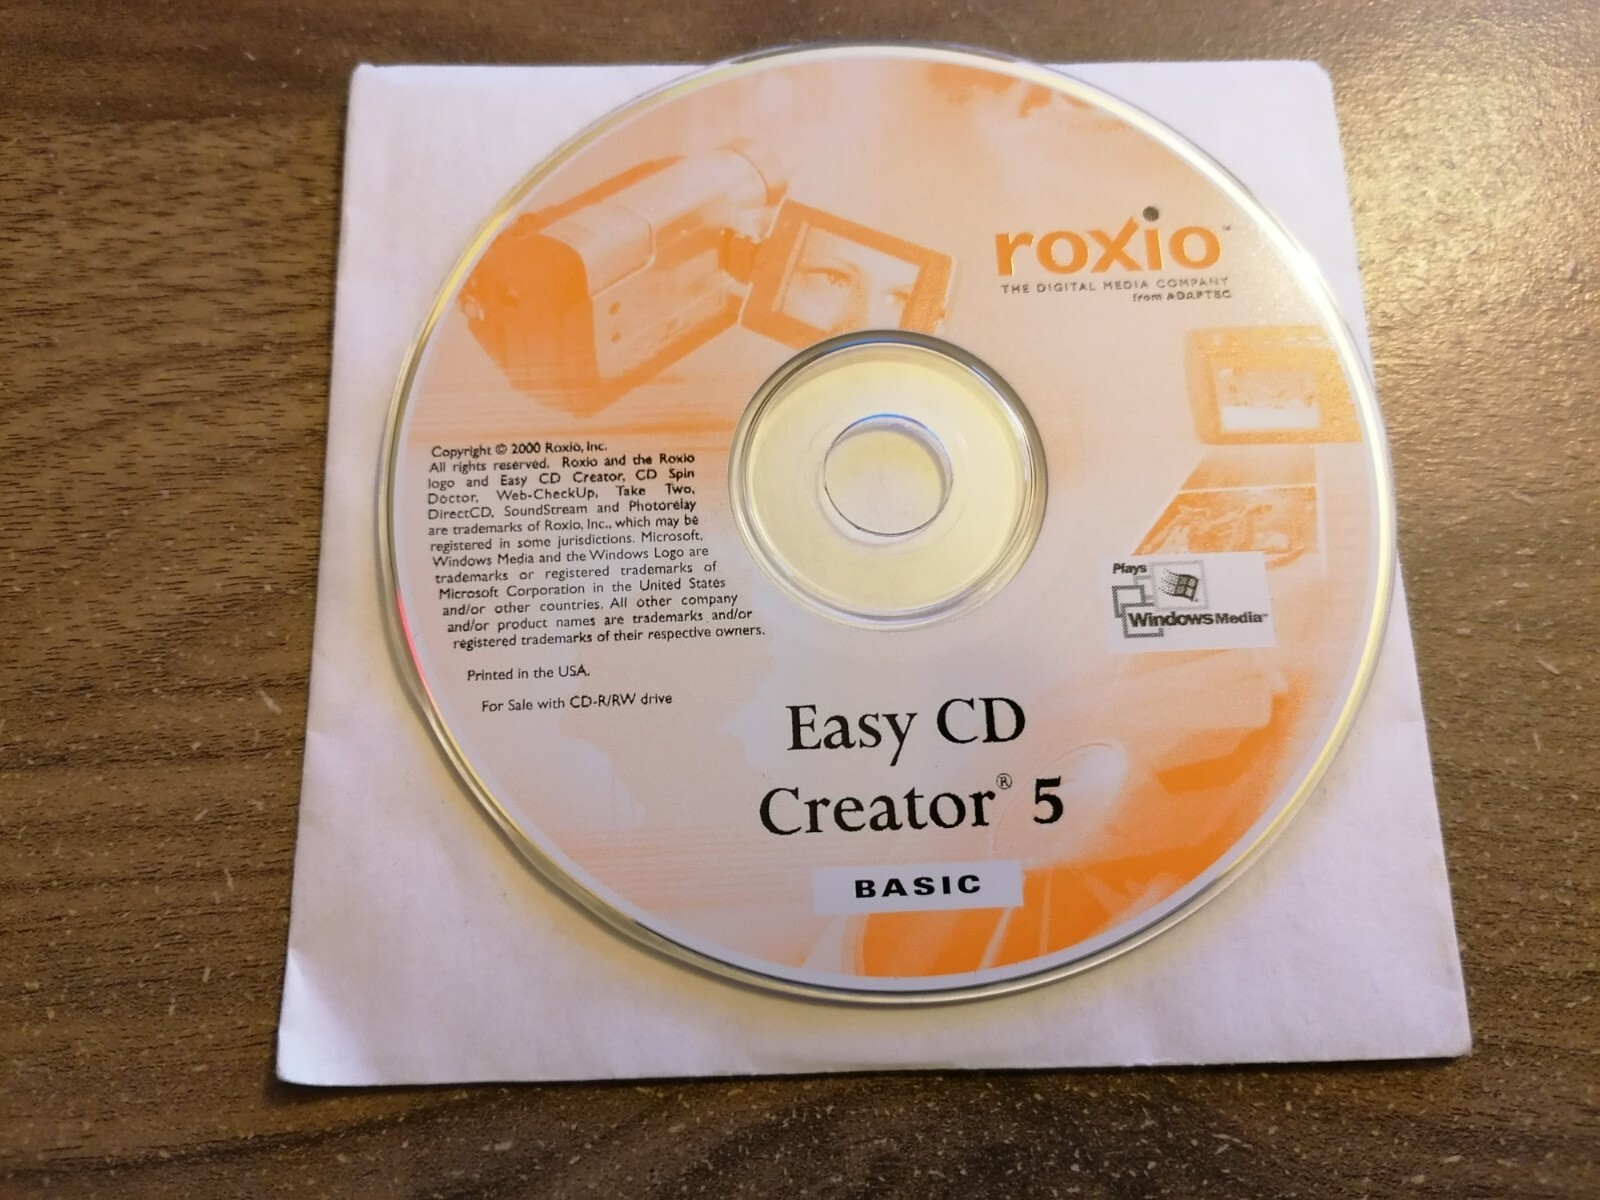 roxio™
THE DIGITAL MEDIA COMPANY
from ADAPTEC
Copyright © 2000 Roxio, Inc.
All rights reserved. Roxio and the Roxio
logo and Easy CD Creator, CD Spin
Doctor, Web-CheckUp, Take Two,
DirectCD, SoundStream and Photorelay
are trademarks of Roxio, Inc., which may be
registered in some jurisdictions. Microsoft,
Windows Media and the Windows Logo are
trademarks or registered trademarks of
Microsoft Corporation in the United States
and/or other countries. All other company
and/or product names are trademarks and/or
registered trademarks of their respective owners.
Printed in the USA.
For Sale with CD-R/RW drive
Plays
Windows Media™
Easy CD
Creator® 5
BASIC